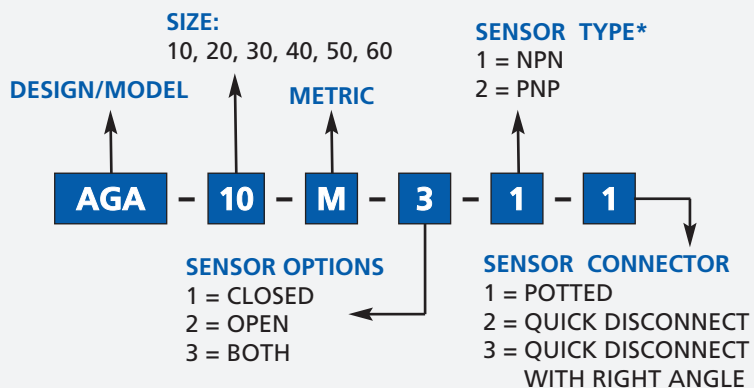 SIZE:
10, 20, 30, 40, 50, 60
SENSOR TYPE*
1 = NPN
2 = PNP
DESIGN/MODEL
METRIC
AGA - 10 - M - 3 - 1 - 1
SENSOR OPTIONS
1 = CLOSED
2 = OPEN
3 = BOTH
SENSOR CONNECTOR
1 = POTTED
2 = QUICK DISCONNECT
3 = QUICK DISCONNECT
WITH RIGHT ANGLE